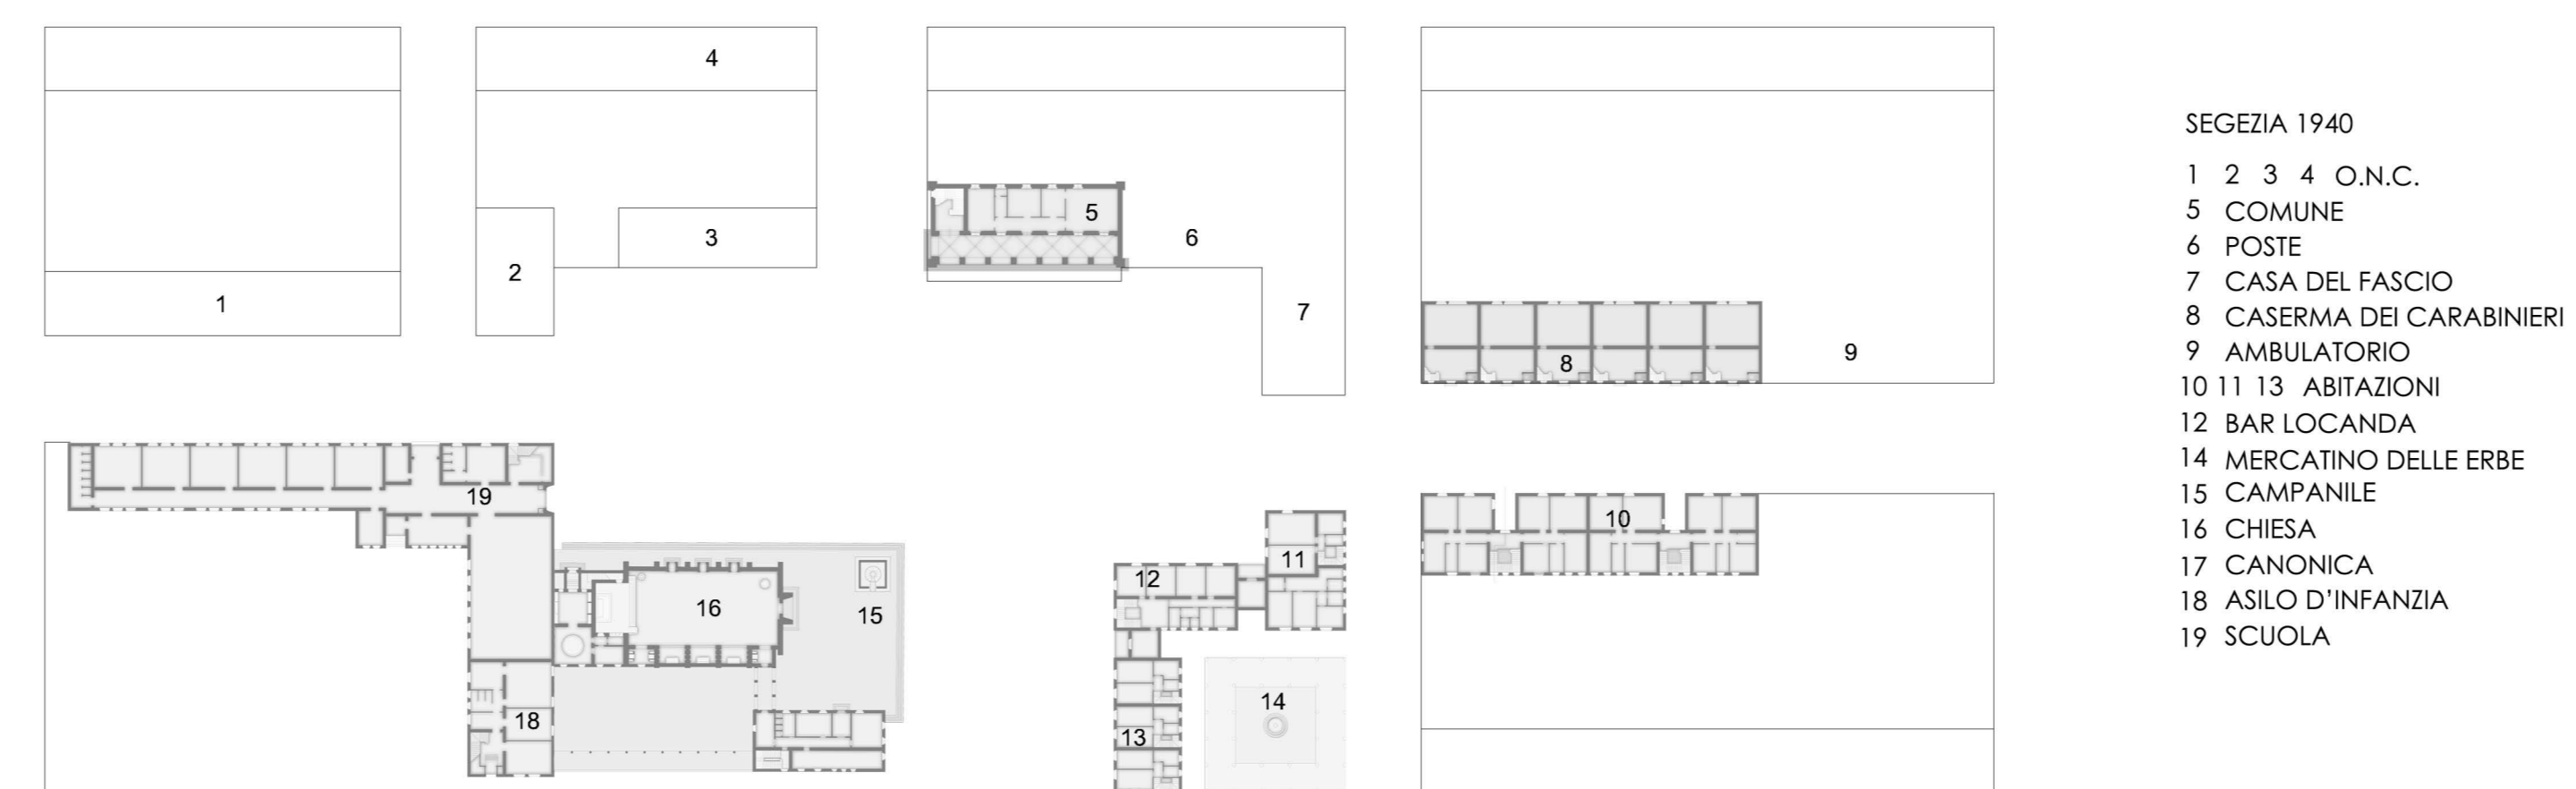 4
5
3
6
2
1
7
9
8
19
10
11
12
16
15
14
18
13
SEGEZIA 1940
1 2 3 4 O.N.C.
5 COMUNE
6 POSTE
7 CASA DEL FASCIO
8 CASERMA DEI CARABINIERI
9 AMBULATORIO
10 11 13 ABITAZIONI
12 BAR LOCANDA
14 MERCATINO DELLE ERBE
15 CAMPANILE
16 CHIESA
17 CANONICA
18 ASILO D'INFANZIA
19 SCUOLA